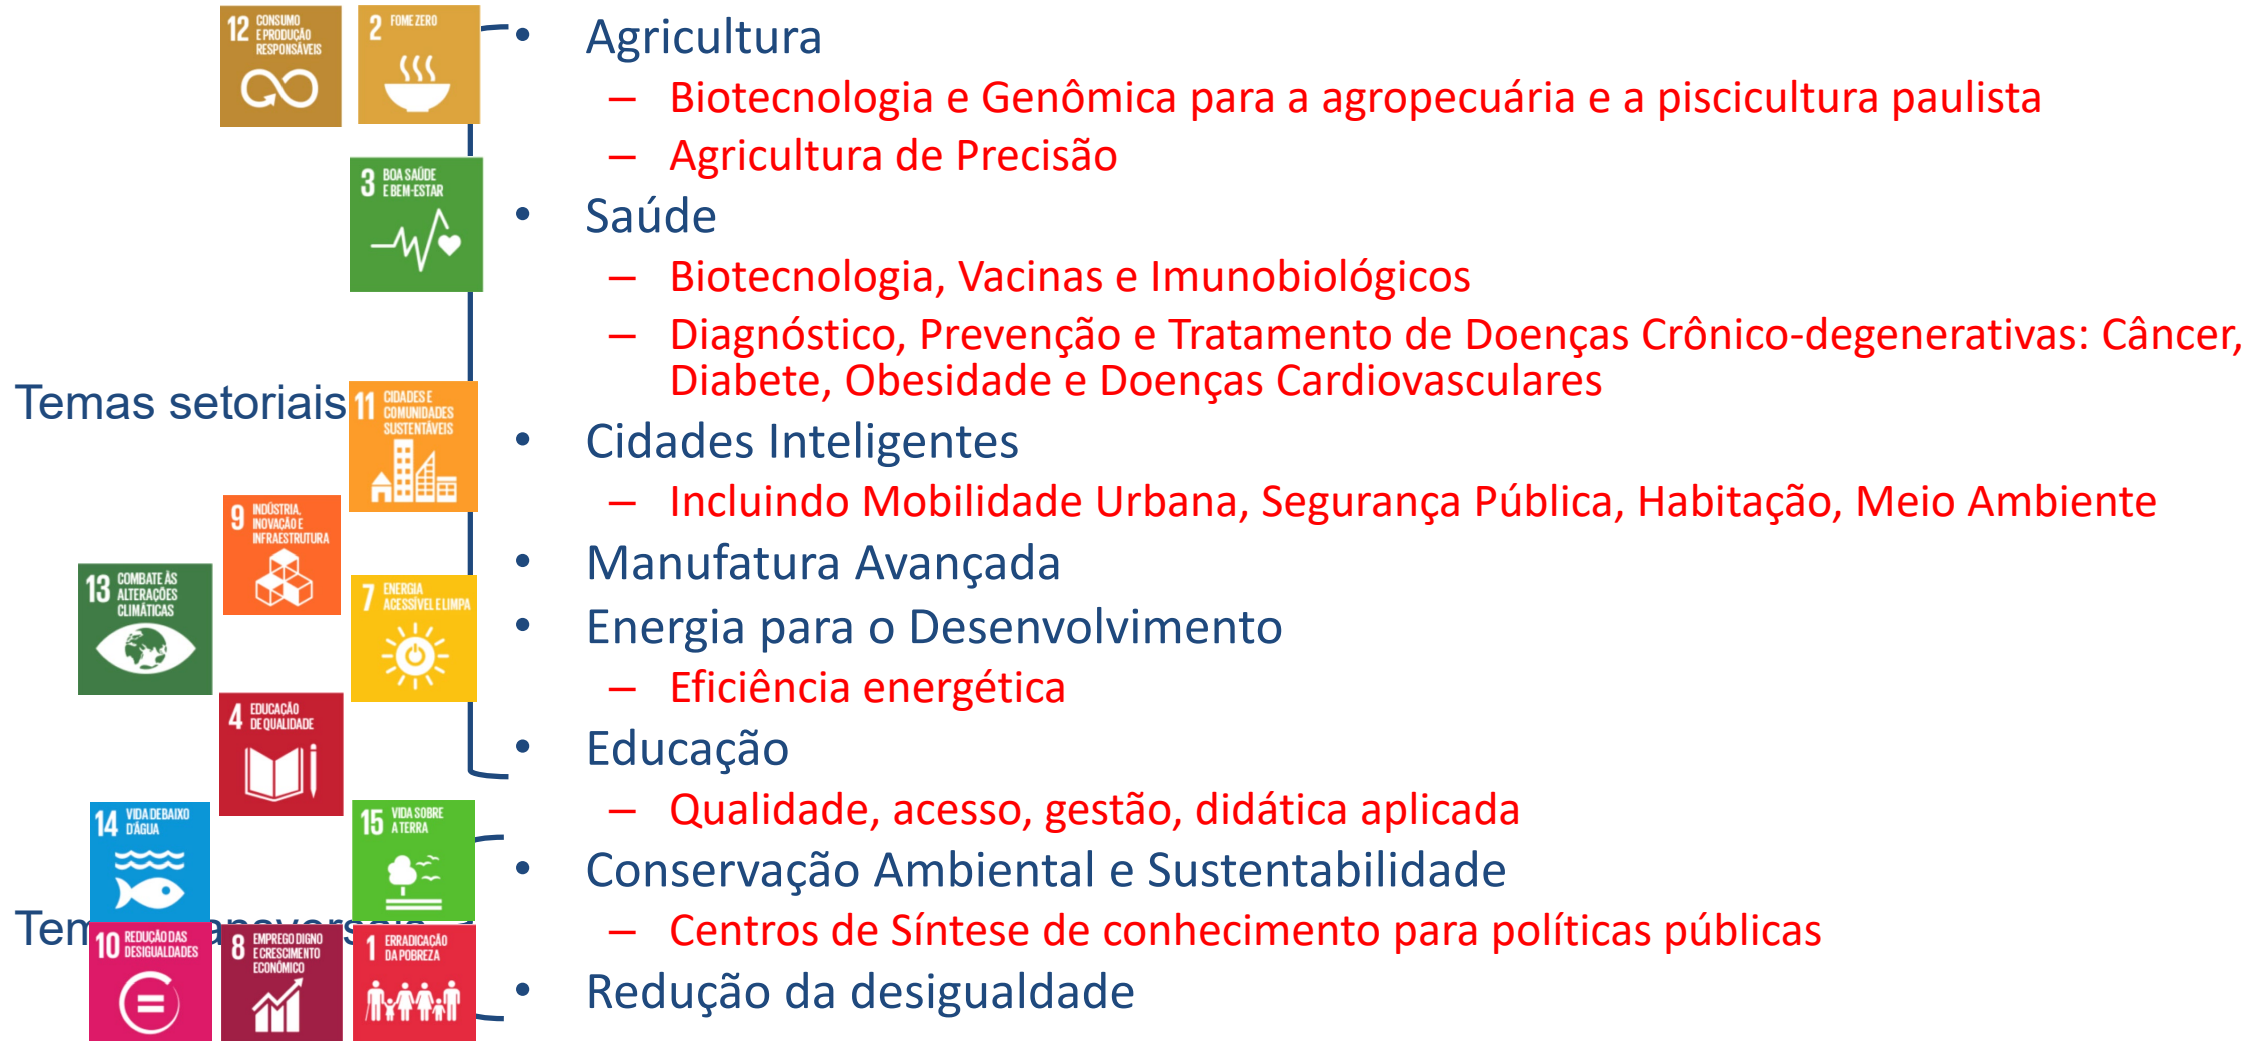 12 CONSUMO
E PRODUÇÃO
RESPONSÁVEIS
2 FOME ZERO
• Agricultura
– Biotecnologia e Genômica para a agropecuária e a piscicultura paulista
– Agricultura de Precisão
3 BOA SAÚDE
E BEM-ESTAR
• Saúde
– Biotecnologia, Vacinas e Imunobiológicos
– Diagnóstico, Prevenção e Tratamento de Doenças Crônico-degenerativas: Câncer,
Diabete, Obesidade e Doenças Cardiovasculares
Temas setoriais
11 CIDADES E
COMUNIDADES
SUSTENTÁVEIS
• Cidades Inteligentes
– Incluindo Mobilidade Urbana, Segurança Pública, Habitação, Meio Ambiente
9 INDÚSTRIA,
INOVAÇÃO E
INFRAESTRUTURA
• Manufatura Avançada
13 COMBATE ÀS
ALTERAÇÕES
CLIMÁTICAS
7 ENERGIA
ACESSÍVEL E LIMPA
• Energia para o Desenvolvimento
– Eficiência energética
4 EDUCAÇÃO
DE QUALIDADE
• Educação
– Qualidade, acesso, gestão, didática aplicada
14 VIDA DEBAIXO
D'ÁGUA
15 VIDA SOBRE
A TERRA
• Conservação Ambiental e Sustentabilidade
– Centros de Síntese de conhecimento para políticas públicas
10 REDUÇÃO DAS
DESIGUALDADES
8 EMPREGO DIGNO
E CRESCIMENTO
ECONÔMICO
1 ERRADICAÇÃO
DA POBREZA
• Redução da desigualdade